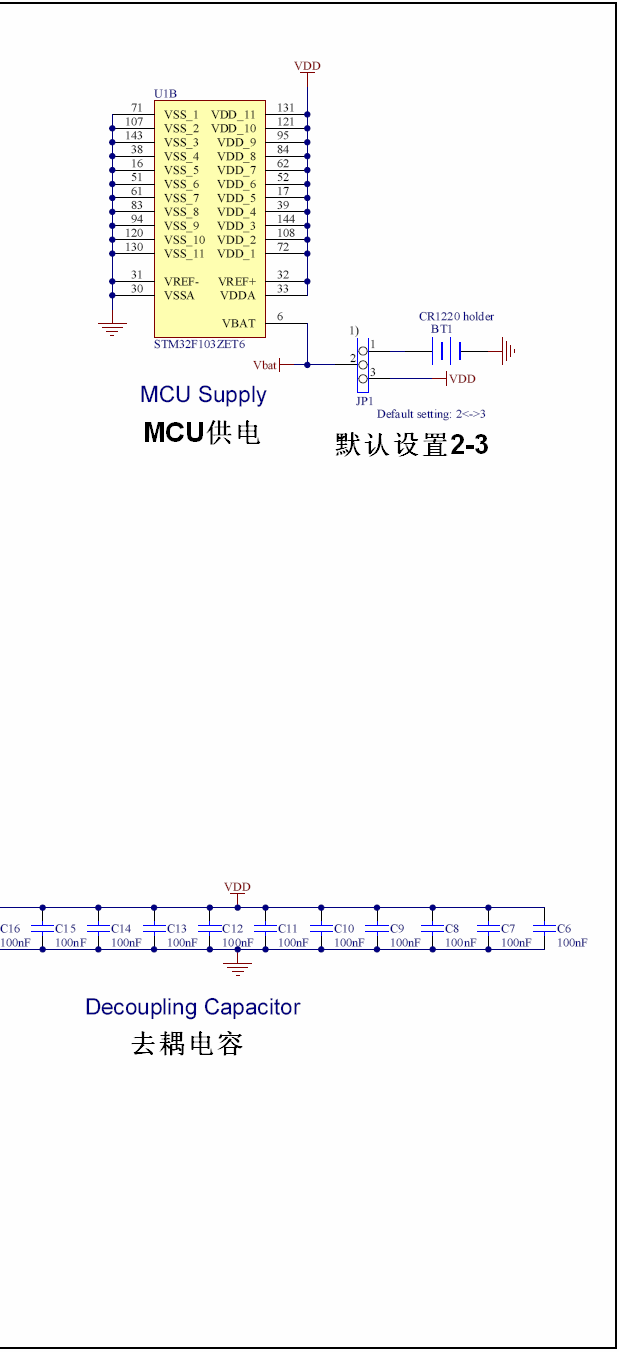 VDD
U1B
71 VSS_1 VDD_11 131
107 VSS_2 VDD_10 121
143 VSS_3 VDD_9 95
38 VSS_4 VDD_8 84
16 VSS_5 VDD_7 62
51 VSS_6 VDD_6 52
61 VSS_7 VDD_5 17
83 VSS_8 VDD_4 39
94 VSS_9 VDD_3 144
120 VSS_10 VDD_2 108
130 VSS_11 VDD_1 72
31 VREF- VREF+ 32
30 VSSA VDDA 33
VBAT 6
STM32F103ZET6
CR1220 holder
BT1
1)
1
Vbat 2
3 VDD
JP1
Default setting: 2<->3
MCU Supply
MCU供电
默认设置2-3
VDD
C16 C15 C14 C13 C12 C11 C10 C9 C8 C7 C6
100nF 100nF 100nF 100nF 100nF 100nF 100nF 100nF 100nF 100nF 100nF
Decoupling Capacitor
去耦电容